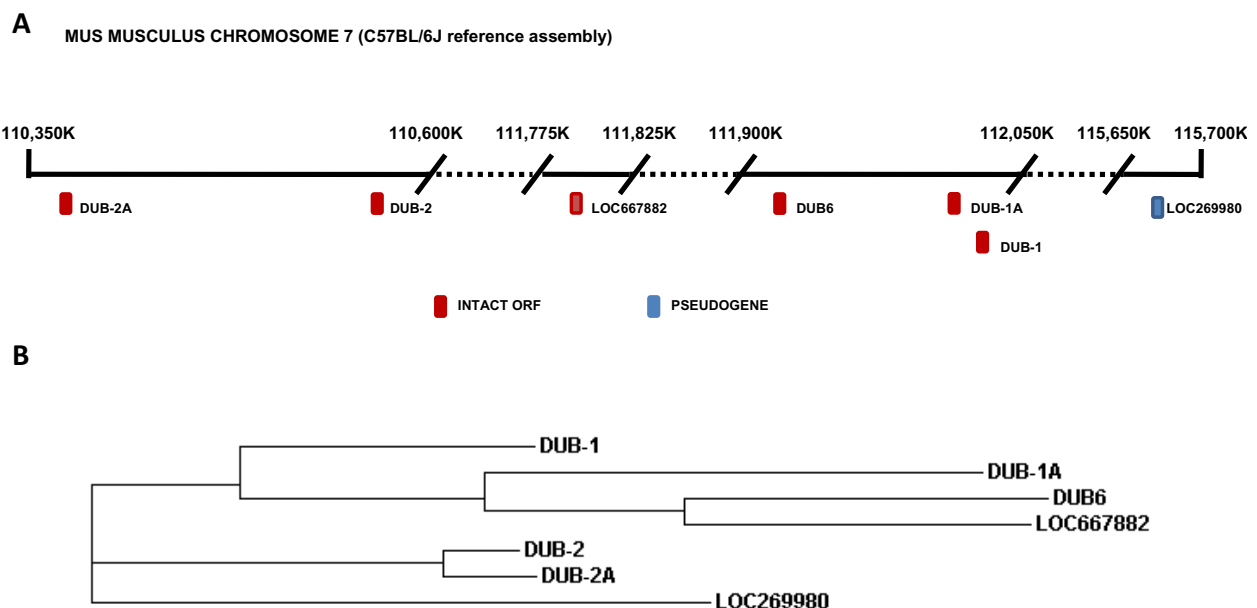 A
MUS MUSCULUS CHROMOSOME 7 (C57BL/6J reference assembly)
110,350K 110,600K 111,775K 111,825K 111,900K 112,050K 115,650K 115,700K
DUB-2A DUB-2 LOC667882 DUB6 DUB-1A LOC269980
DUB-1
INTACT ORF PSEUDOGENE
B
DUB-1
DUB-1A
DUB6
LOC667882
DUB-2
DUB-2A
LOC269980